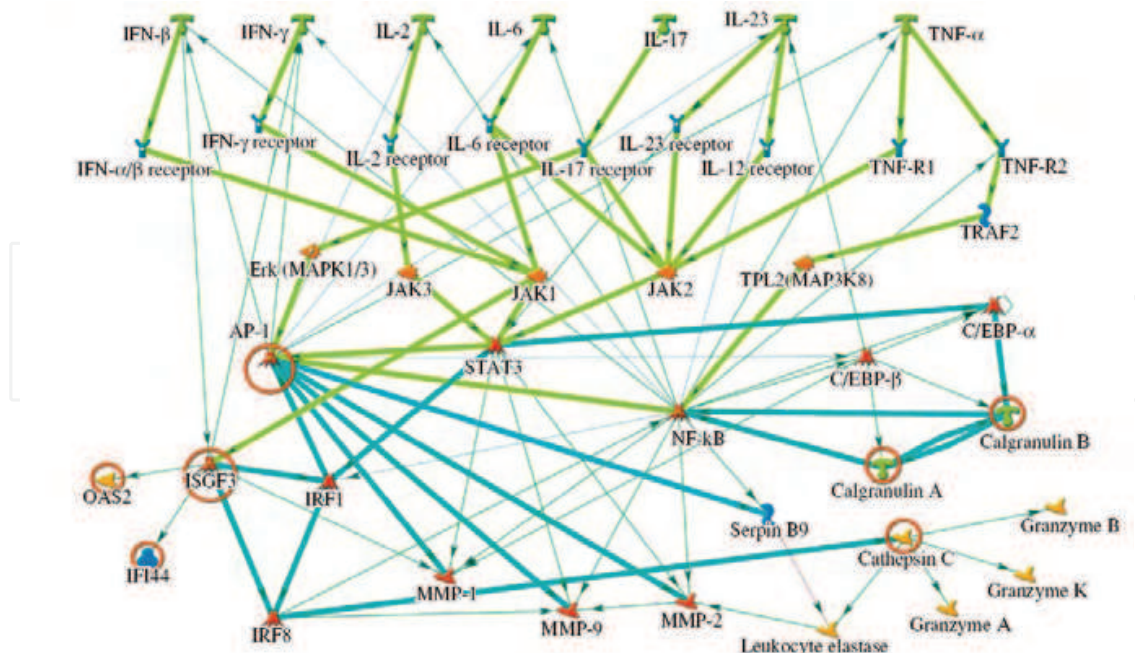 IFN-β
IFN-γ
IL-2
IL-6
IL-17
IL-23
TNF-α
IFN-α/β receptor
IFN-γ receptor
IL-2 receptor
IL-6 receptor
IL-17 receptor
IL-23 receptor
IL-12 receptor
TNF-R1
TNF-R2
TRAF2
Erk (MAPK1/3)
JAK3
JAK1
JAK2
TPL2(MAP3K8)
AP-1
STAT3
C/EBP-α
C/EBP-β
NF-kB
Calgranulin B
Calgranulin A
OAS2
ISGF3
IRF1
Serpin B9
Cathepsin C
Granzyme B
IFI44
MMP-1
Granzyme K
IRF8
MMP-9
MMP-2
Granzyme A
Leukocyte elastase